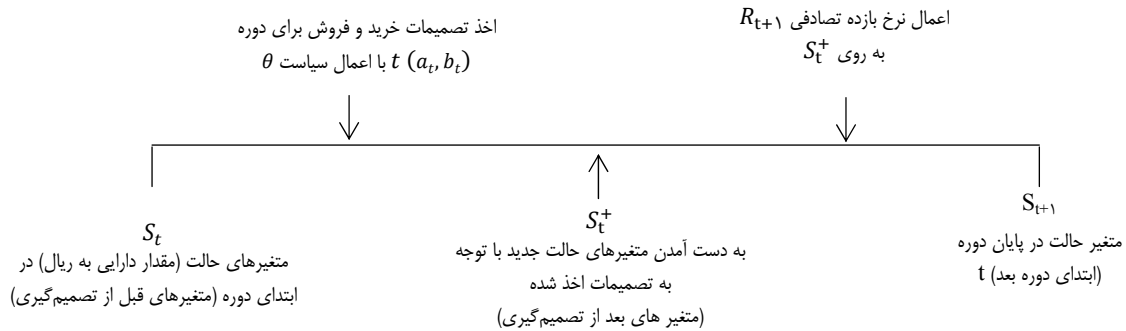 اخذ تصمیمات خرید و فروش برای دوره
t (a_t, b_t) با اعمال سیاست θ
اعمال نرخ بازده تصادفی R_{t+۱}
به روی S_t^+
S_t
متغیرهای حالت (مقدار دارایی به ریال) در
ابتدای دوره (متغیرهای قبل از تصمیم‌گیری)
S_t^+
به دست آمدن متغیرهای حالت جدید با توجه
به تصمیمات اخذ شده
(متغیر های بعد از تصمیم‌گیری)
S_{t+۱}
متغیر حالت در پایان دوره
t (ابتدای دوره بعد)